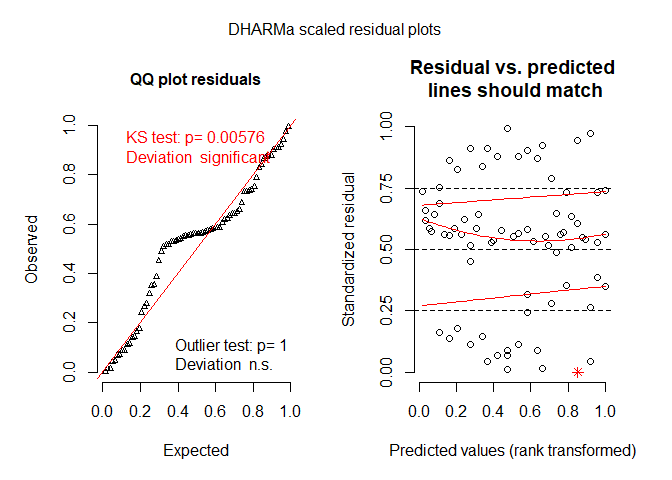 DHARMa scaled residual plots
QQ plot residuals
KS test: p= 0.00576
Deviation significant
Outlier test: p= 1
Deviation n.s.
Observed
0.0 0.2 0.4 0.6 0.8 1.0
0.0 0.2 0.4 0.6 0.8 1.0
Expected
Residual vs. predicted
lines should match
Standardized residual
0.00 0.25 0.50 0.75 1.00
0.0 0.2 0.4 0.6 0.8 1.0
Predicted values (rank transformed)